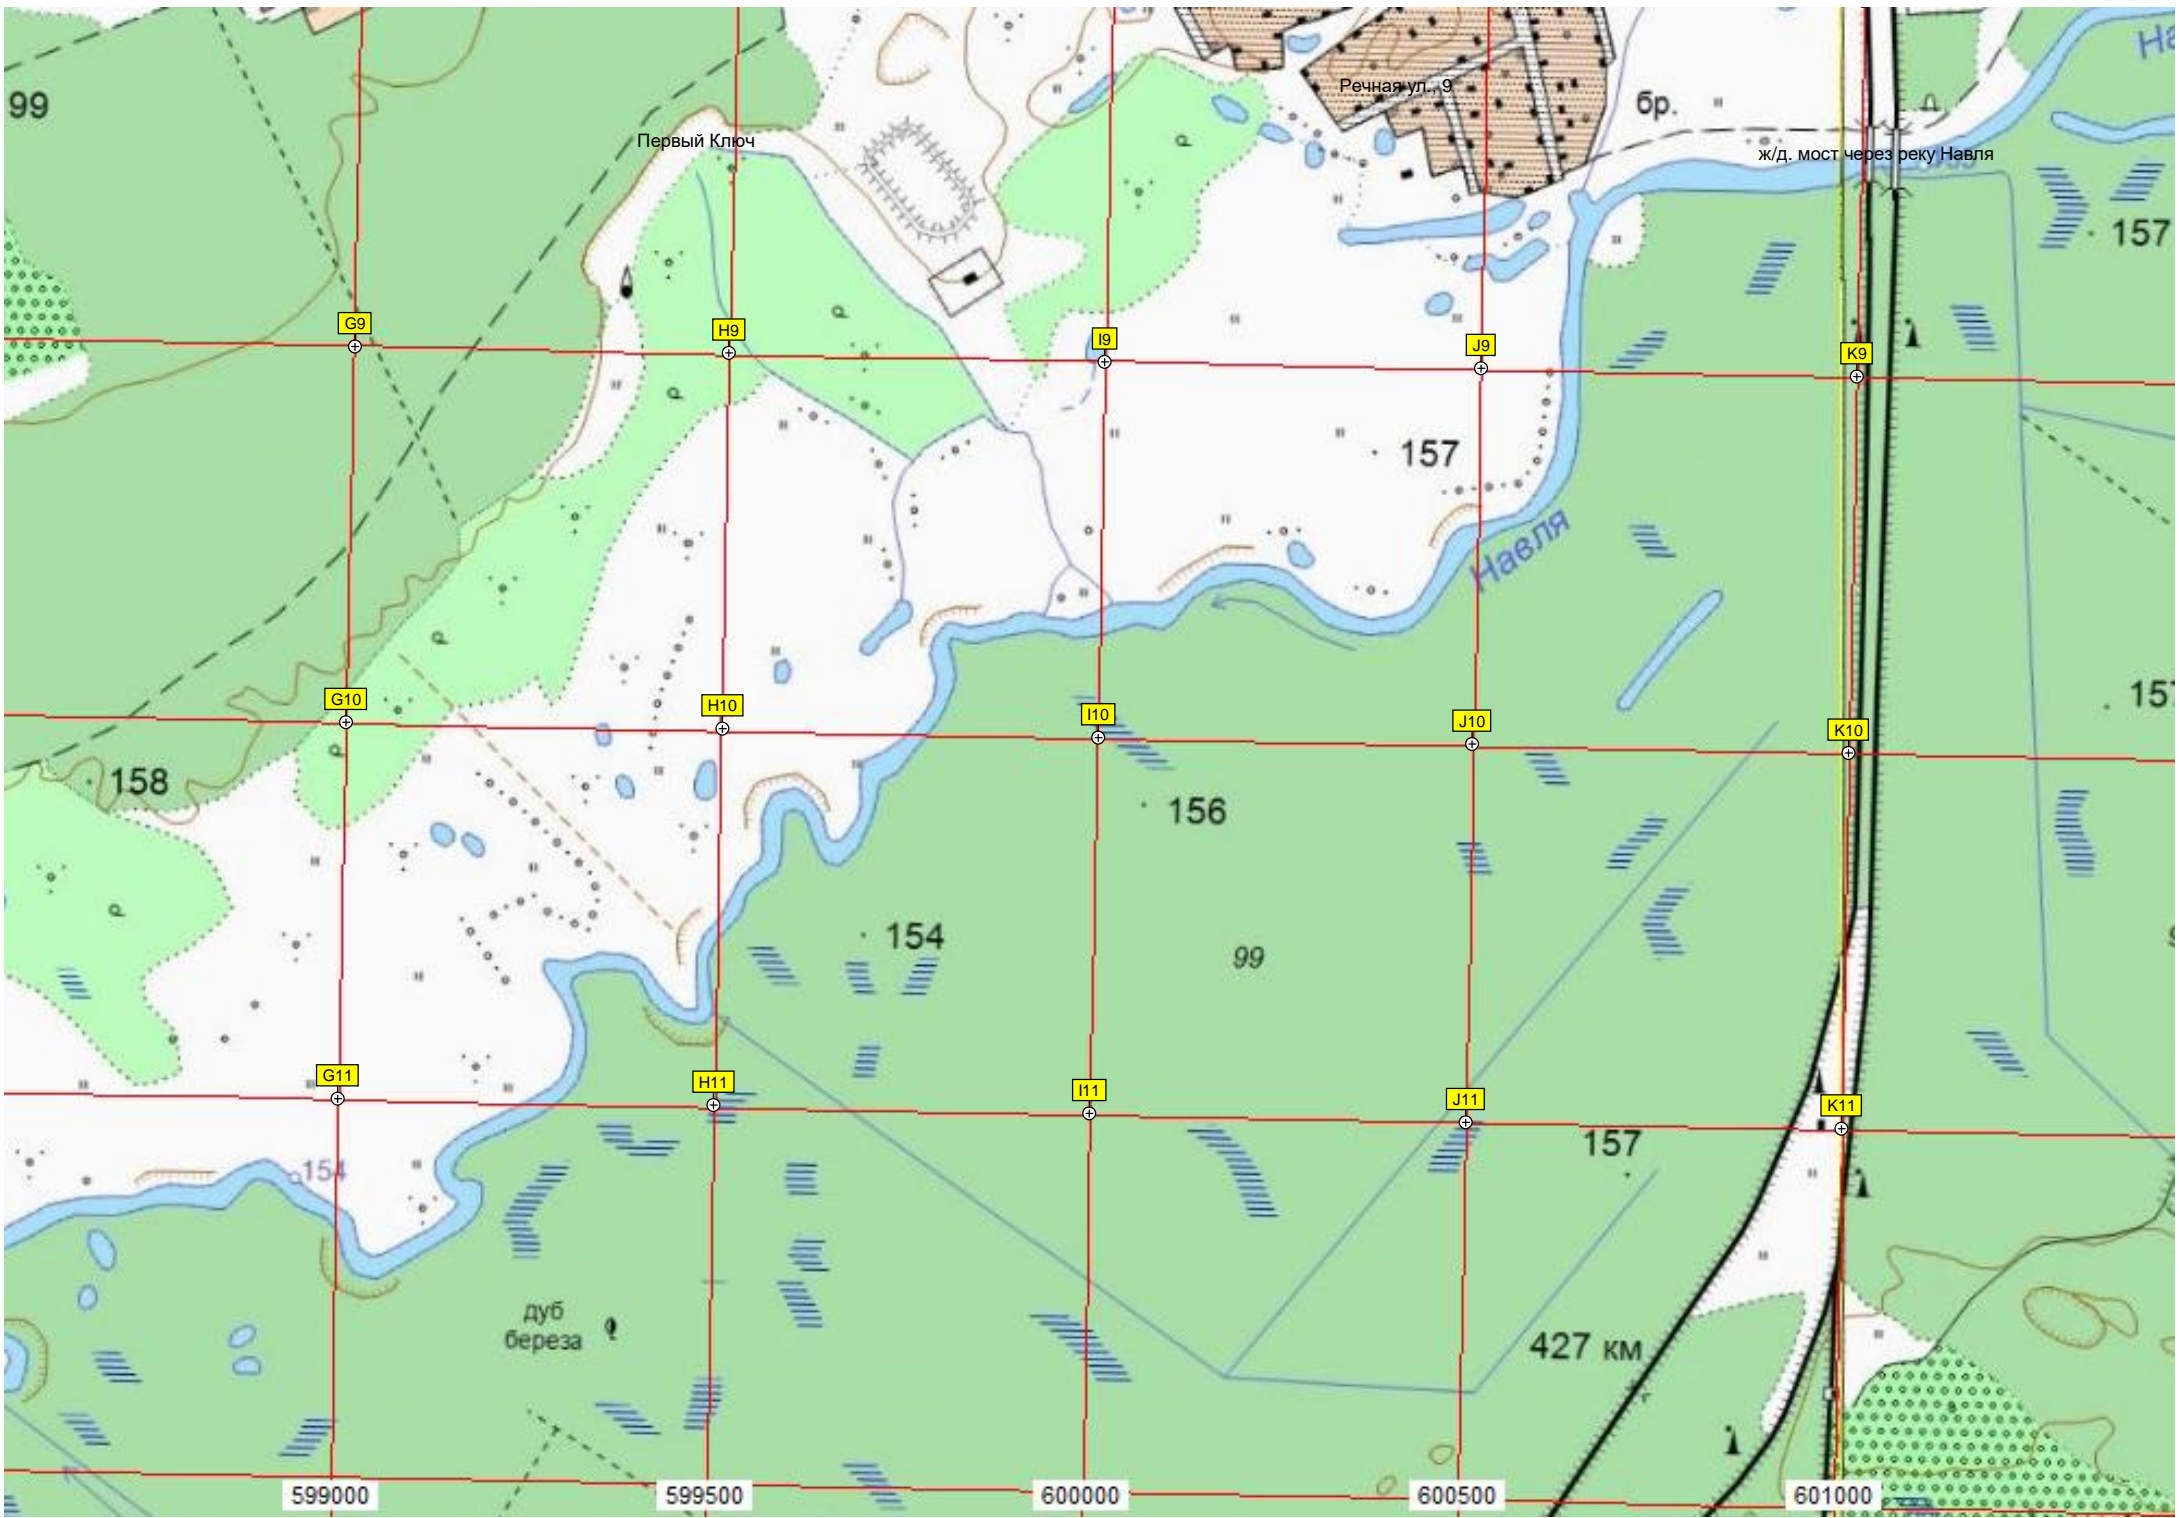 На
99
Речная ул., 9
бр.
Первый Ключ
ж/д. мост через реку Навля
157
G9
H9
I9
J9
K9
157
Навля
G10
H10
I10
J10
K10
157
158
156
154
99
G11
H11
I11
J11
K11
157
154
дуб
береза
427 км
599000
599500
600000
600500
601000